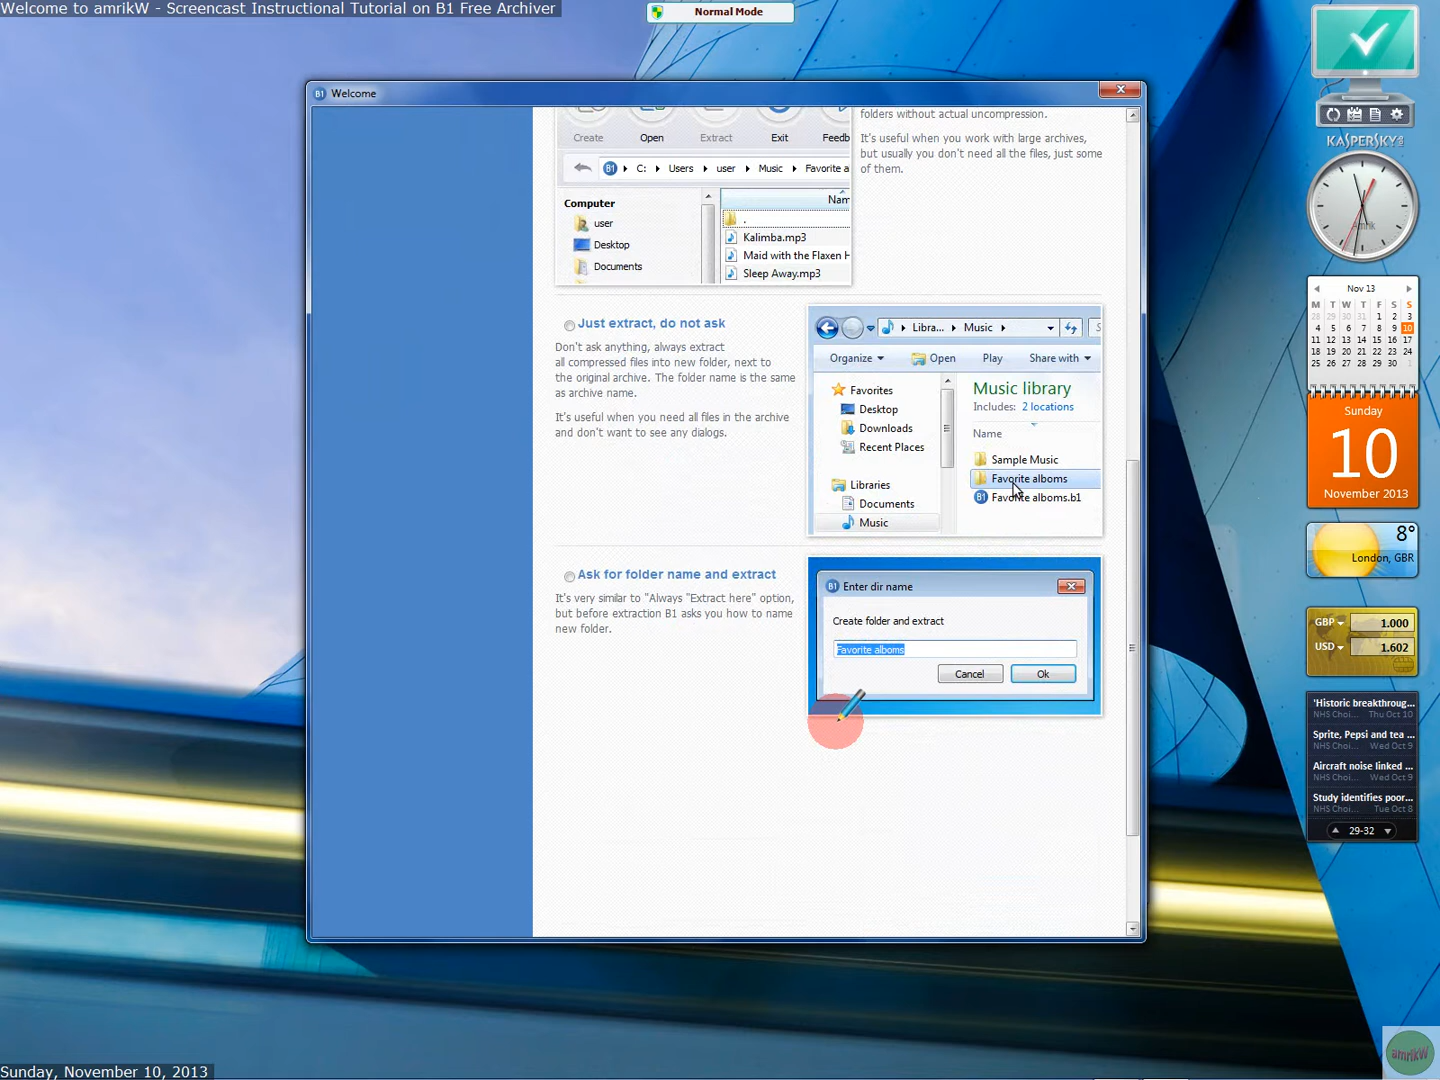 Welcome to amrikW - Screencast Instructional Tutorial on B1 Free Archiver
Normal Mode
B1 Welcome
Create Open Extract Exit Feedb
B1 C: Users user Music Favorite a
Computer
user
Desktop
Documents
Nam
.
Kalimba.mp3
Maid with the Flaxen H
Sleep Away.mp3
folders without actual uncompression.
It's useful when you work with large archives,
but usually you don't need all the files, just some
of them.
Just extract, do not ask
Don't ask anything, always extract
all compressed files into new folder, next to
the original archive. The folder name is the same
as archive name.
It's useful when you need all files in the archive
and don't want to see any dialogs.
Libra... Music
Organize Open Play Share with
Favorites
Desktop
Downloads
Recent Places
Libraries
Documents
Music
Music library
Includes: 2 locations
Name
Sample Music
Favorite alboms
B1 Favorite alboms.b1
Ask for folder name and extract
It's very similar to "Always "Extract here" option,
but before extraction B1 asks you how to name
new folder.
B1 Enter dir name
Create folder and extract
Favorite alboms
Cancel Ok
KASPERSKY
Amrik
Nov 13
M T W T F S S
28 29 30 31 1 2 3
4 5 6 7 8 9 10
11 12 13 14 15 16 17
18 19 20 21 22 23 24
25 26 27 28 29 30 1
Sunday
10
November 2013
8°
London, GBR
GBP 1.000
USD 1.602
'Historic breakthroug...
NHS Choi... Thu Oct 10
Sprite, Pepsi and tea ...
NHS Choi... Wed Oct 9
Aircraft noise linked ...
NHS Choi... Wed Oct 9
Study identifies poor...
NHS Choi... Tue Oct 8
29-32
amrikW
Sunday, November 10, 2013